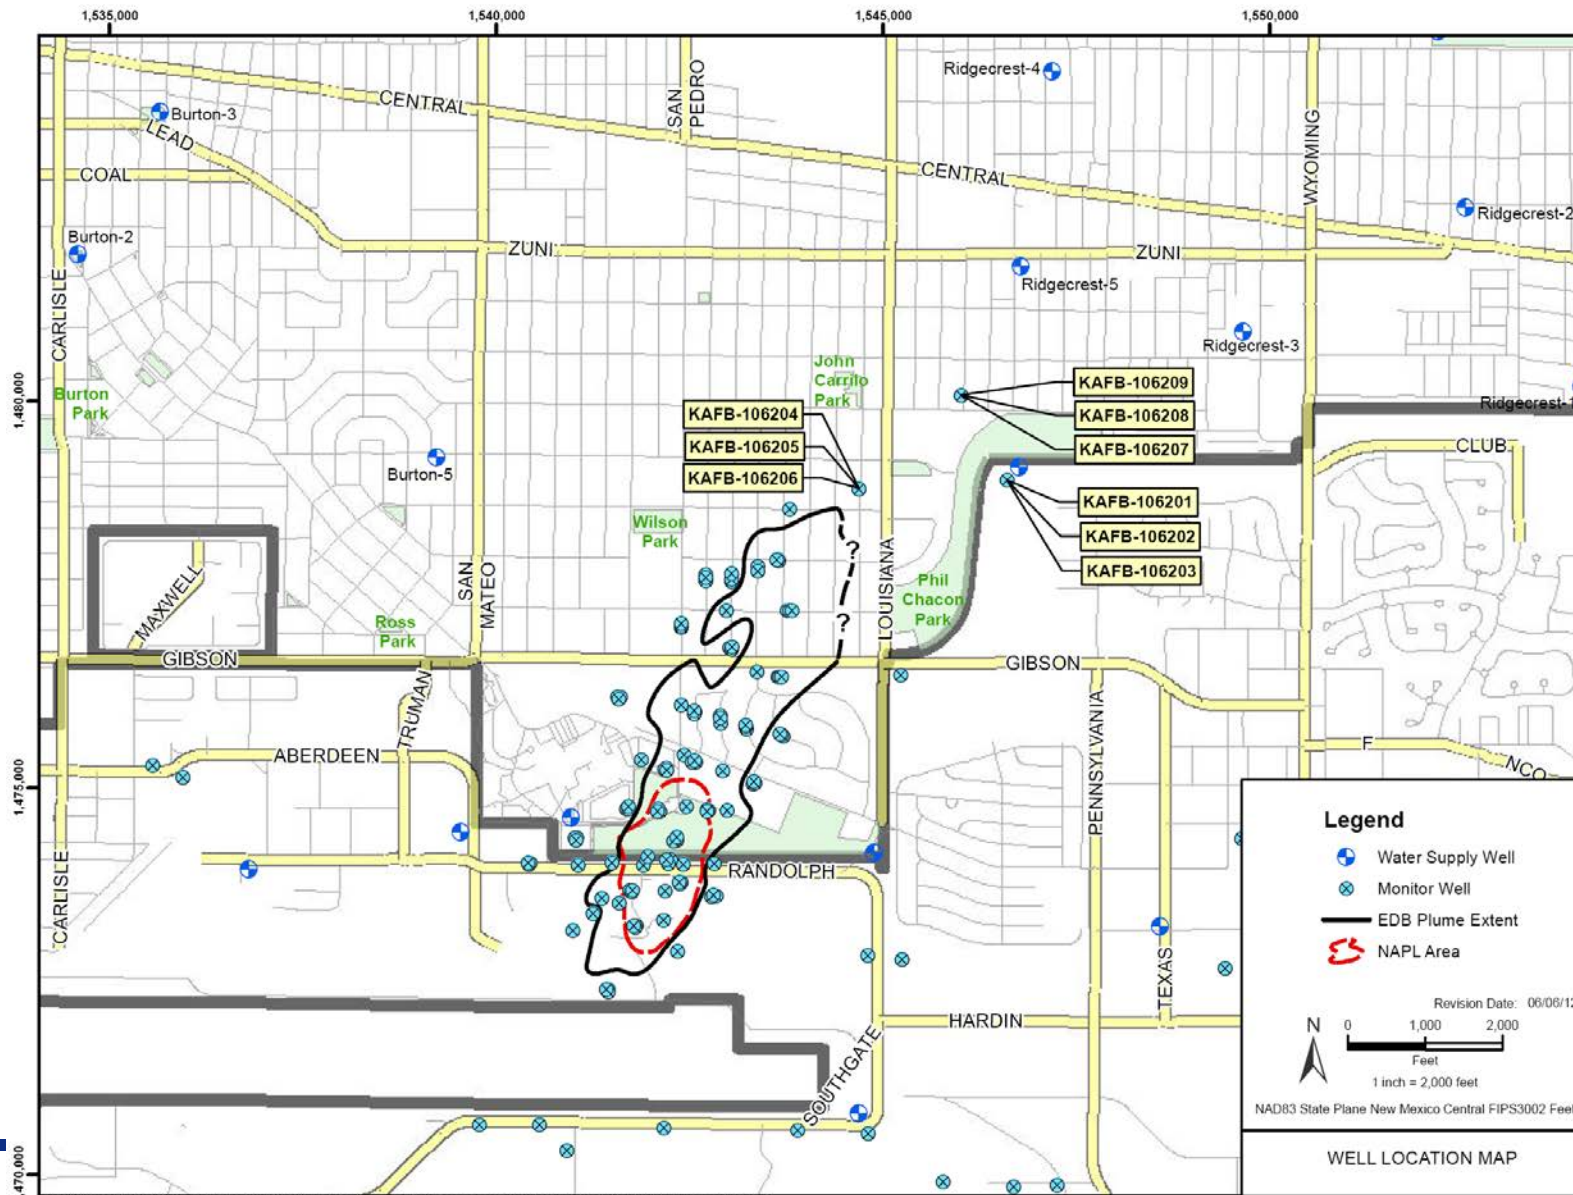 1,535,000
1,540,000
1,545,000
1,550,000
Ridgecrest-4
SAN
PEDRO
CENTRAL
Burton-3
LEAD
WYOMING
COAL
CENTRAL
Ridgecrest-2
Burton-2
ZUNI
ZUNI
Ridgecrest-5
CARLISLE
Ridgecrest-3
John
Carrilo
Park
Burton
Park
1,480,000
KAFB-106209
KAFB-106208
KAFB-106207
Ridgecrest-1
KAFB-106204
KAFB-106205
KAFB-106206
CLUB
Burton-5
KAFB-106201
KAFB-106202
KAFB-106203
Wilson
Park
?
LOUISIANA
SAN
MATEO
MAXWELL
Phil
Chacon
Park
Ross
Park
?
GIBSON
GIBSON
TRUMAN
PENNSYLVANIA
F
ABERDEEN
NCO
1,475,000
RANDOLPH
CARLISLE
TEXAS
HARDIN
SOUTHGATE
Legend
Water Supply Well
Monitor Well
EDB Plume Extent
NAPL Area
Revision Date: 06/06/12
N
0 1,000 2,000
Feet
1 inch = 2,000 feet
NAD83 State Plane New Mexico Central FIPS3002 Feet
WELL LOCATION MAP
,470,000